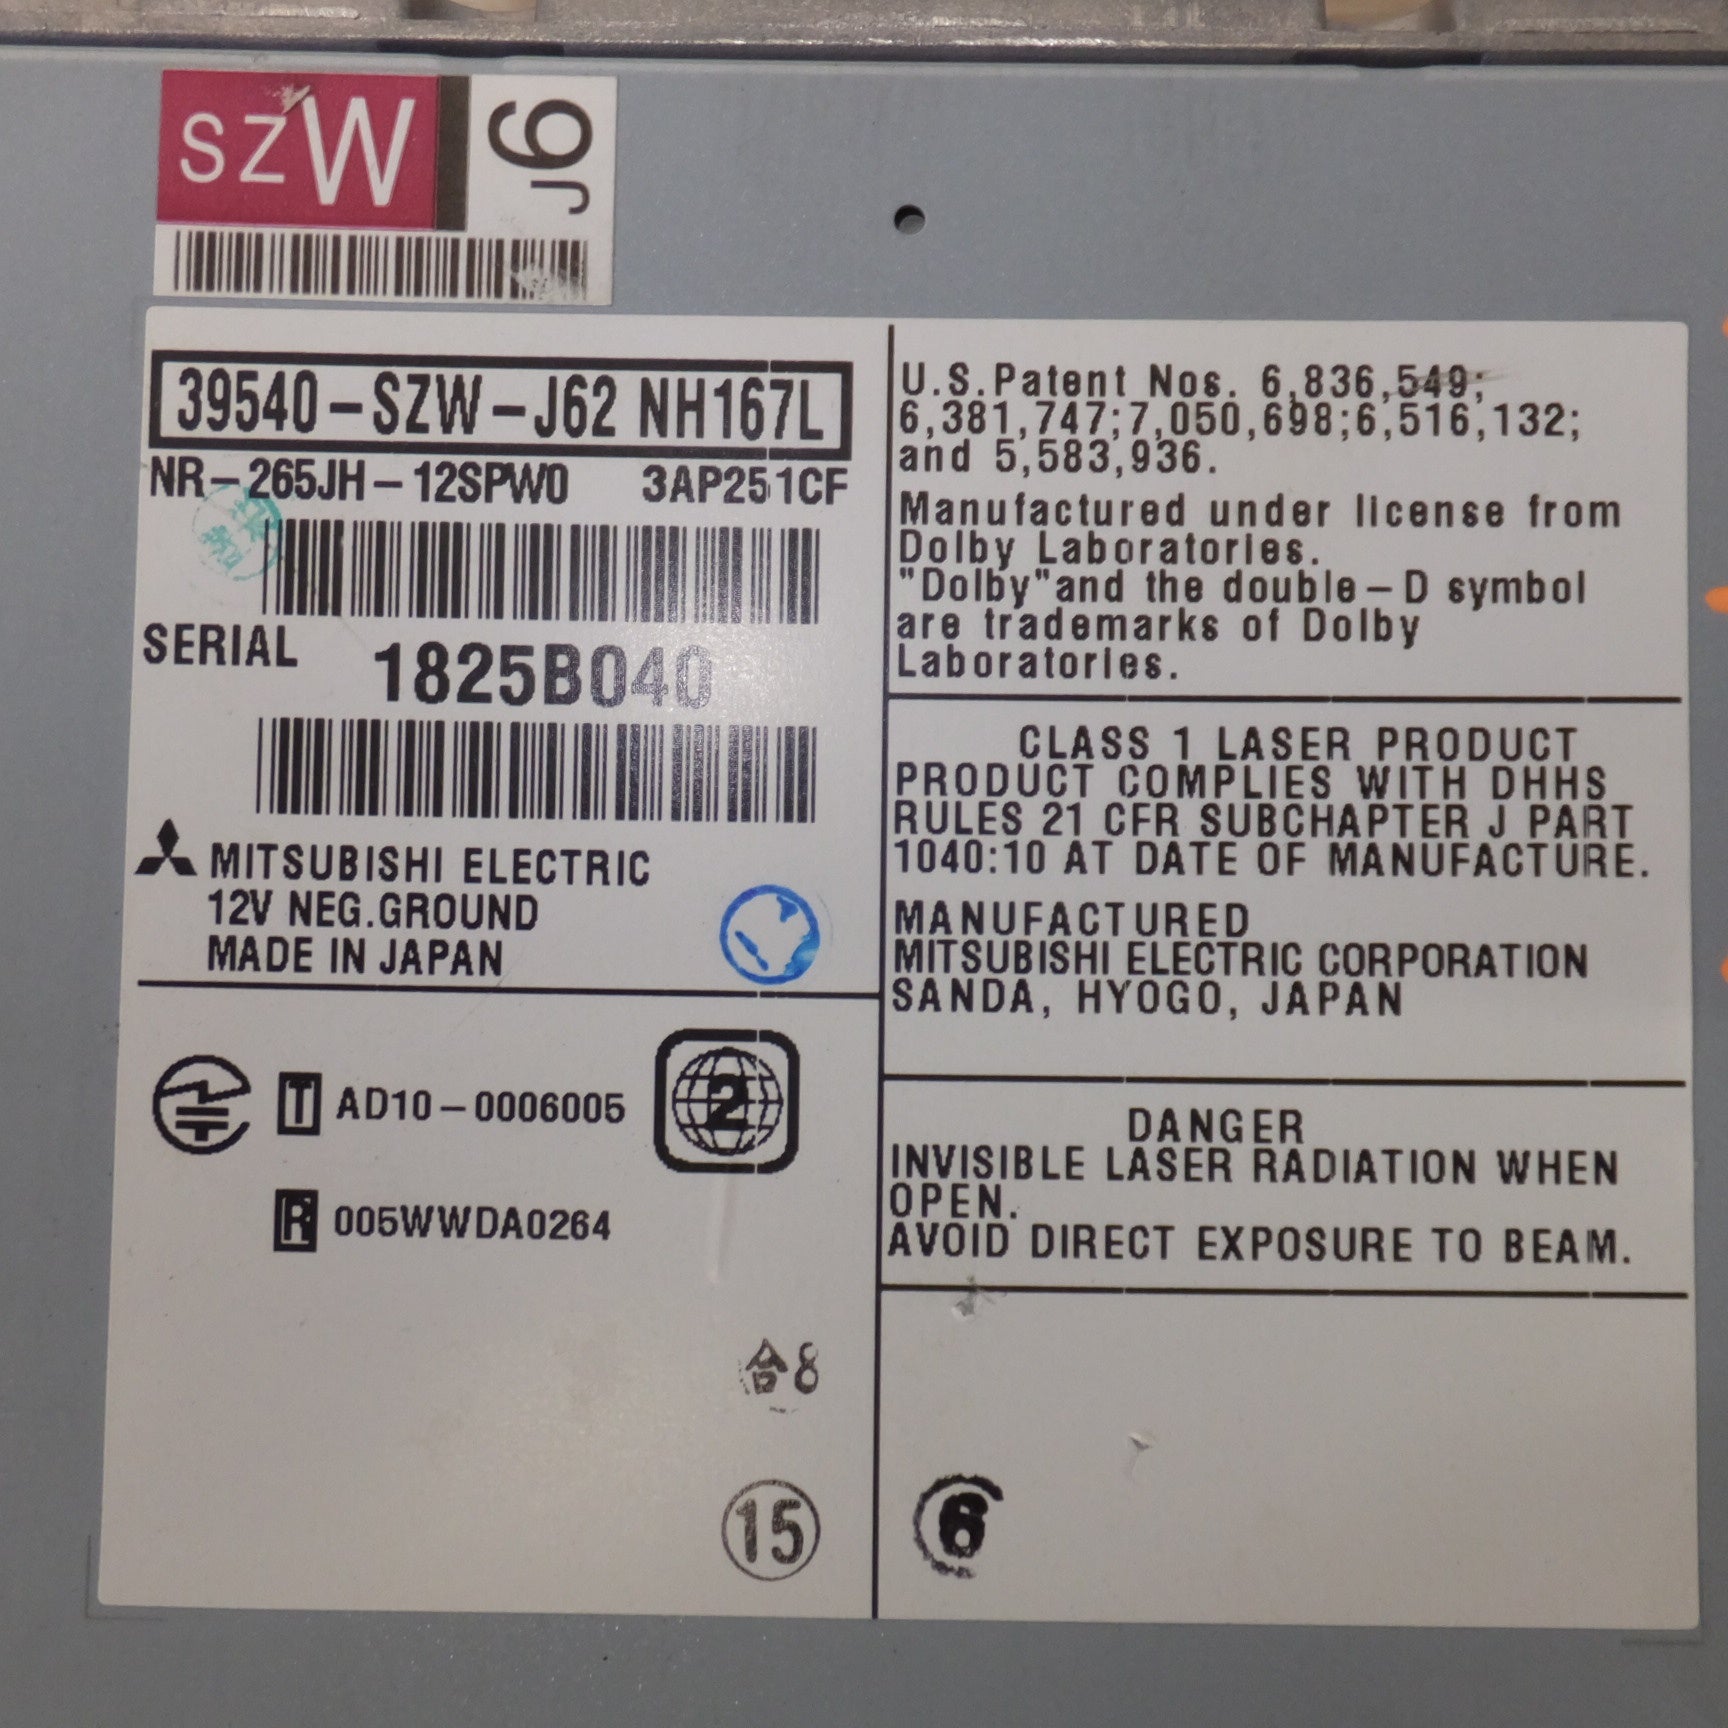 SZW
J6
39540-SZW-J62 NH167L
NR-265JH-12SPW0 3AP251CF
SERIAL 1825B040
MITSUBISHI ELECTRIC
12V NEG.GROUND
MADE IN JAPAN
T AD10-0006005
2
R 005WWDA0264
合8
15
U.S.Patent Nos. 6,836,549;
6,381,747;7,050,698;6,516,132;
and 5,583,936.
Manufactured under license from
Dolby Laboratories.
"Dolby"and the double-D symbol
are trademarks of Dolby
Laboratories.
CLASS 1 LASER PRODUCT
PRODUCT COMPLIES WITH DHHS
RULES 21 CFR SUBCHAPTER J PART
1040:10 AT DATE OF MANUFACTURE.
MANUFACTURED
MITSUBISHI ELECTRIC CORPORATION
SANDA, HYOGO, JAPAN
DANGER
INVISIBLE LASER RADIATION WHEN
OPEN.
AVOID DIRECT EXPOSURE TO BEAM.
6